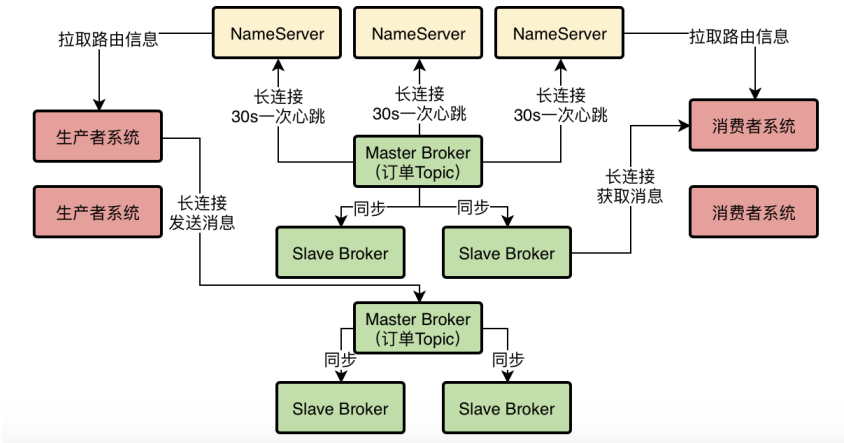 NameServer
NameServer
NameServer
拉取路由信息
拉取路由信息
长连接
30s一次心跳
长连接
30s一次心跳
长连接
30s一次心跳
生产者系统
消费者系统
Master Broker
（订单Topic）
生产者系统
消费者系统
长连接
发送消息
长连接
获取消息
同步
同步
Slave Broker
Slave Broker
Master Broker
（订单Topic）
同步
同步
Slave Broker
Slave Broker